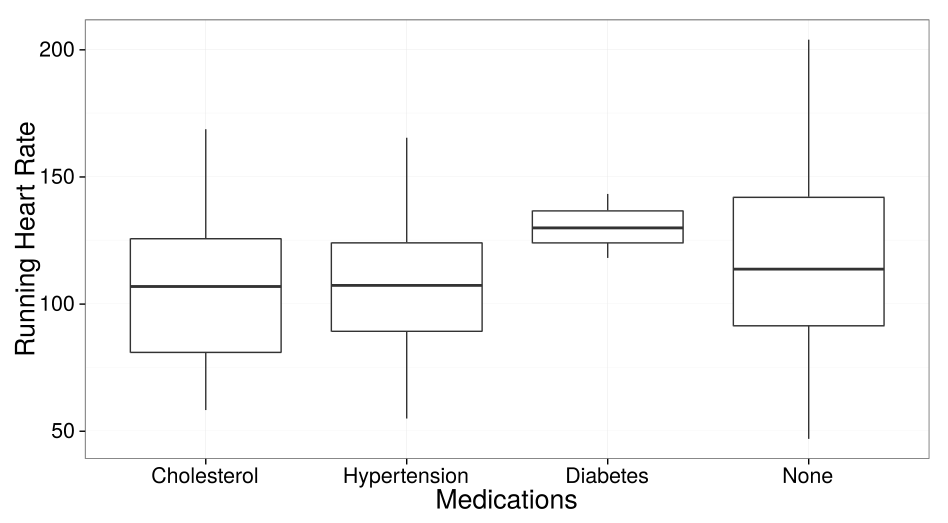 Running Heart Rate
200
150
100
50
Cholesterol Hypertension Diabetes None
Medications